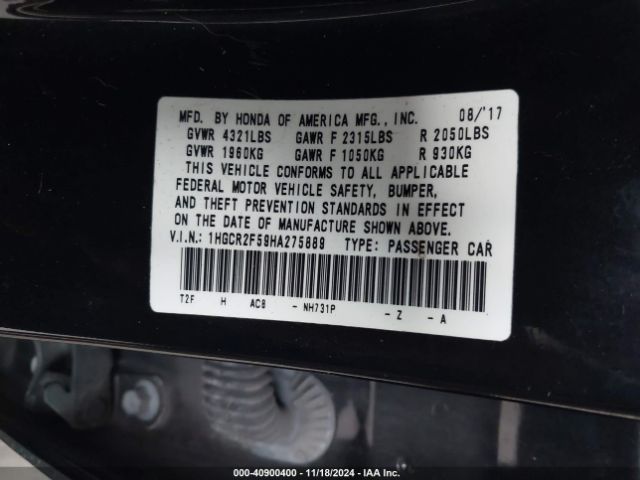 MFD. BY HONDA OF AMERICA MFG., INC. 08/'17
GVWR 4321LBS GAWR F 2315LBS R 2050LBS
GVWR 1960KG GAWR F 1050KG R 930KG
THIS VEHICLE CONFORMS TO ALL APPLICABLE
FEDERAL MOTOR VEHICLE SAFETY, BUMPER,
AND THEFT PREVENTION STANDARDS IN EFFECT
ON THE DATE OF MANUFACTURE SHOWN ABOVE.
V.I.N.: 1HGCR2F59HA275889 TYPE: PASSENGER CAR
T2F H AC8 - NH731P - Z - A
000-40900400 - 11/18/2024 - IAA Inc.